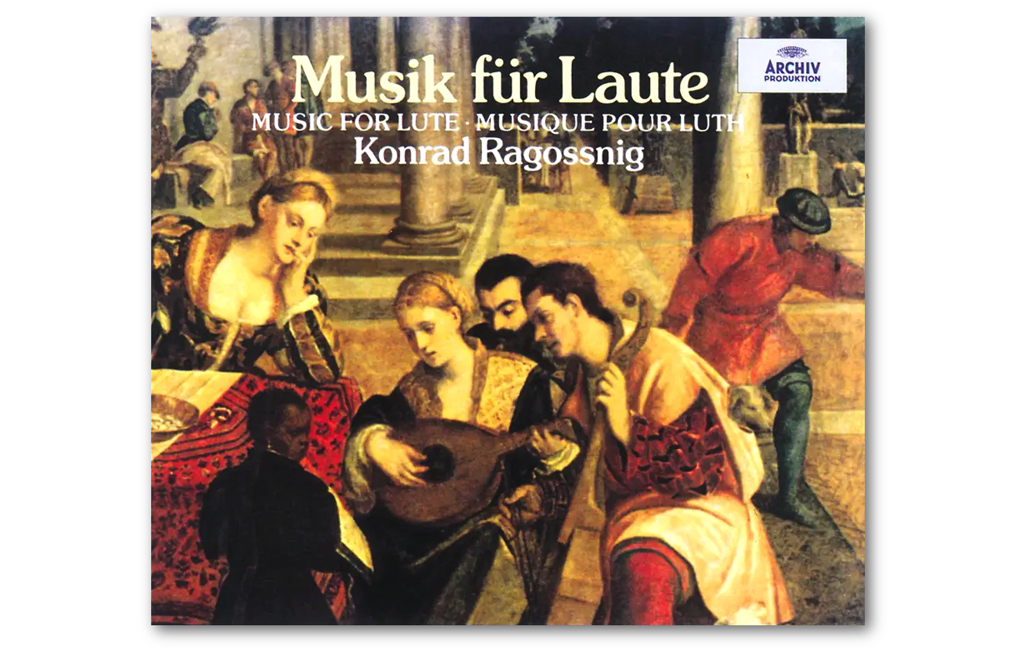 Musik für Laute
MUSIC FOR LUTE · MUSIQUE POUR LUTH
Konrad Ragossnig
ARCHIV
PRODUKTION